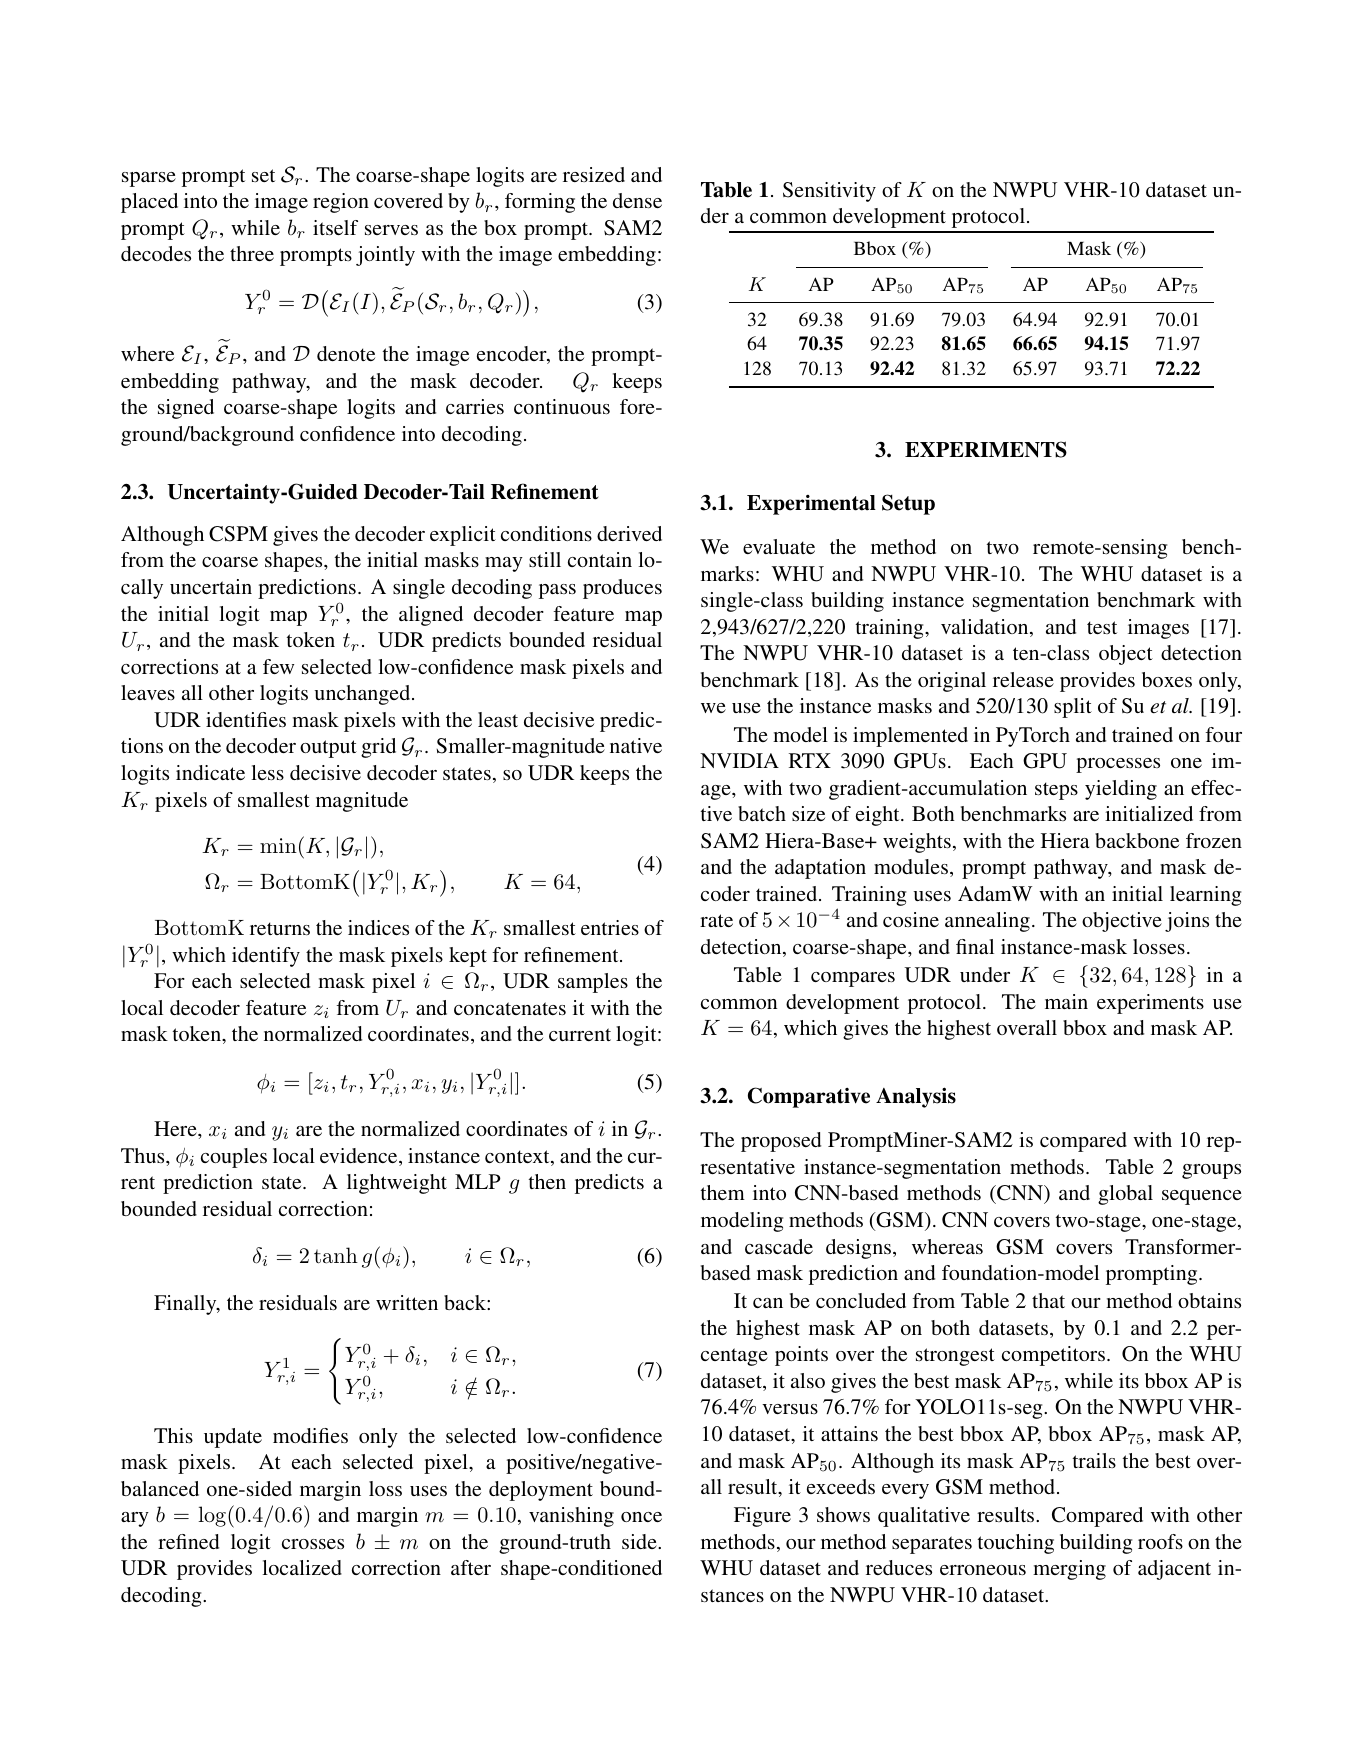 sparse prompt set 𝒮_r. The coarse-shape logits are resized and
placed into the image region covered by b_r, forming the dense
prompt Q_r, while b_r itself serves as the box prompt. SAM2
decodes the three prompts jointly with the image embedding:
Y_r^0 = 𝒟(ℰ_I(I), ℰ̃_P(𝒮_r, b_r, Q_r)), (3)
where ℰ_I, ℰ̃_P, and 𝒟 denote the image encoder, the prompt-
embedding pathway, and the mask decoder. Q_r keeps
the signed coarse-shape logits and carries continuous fore-
ground/background confidence into decoding.
2.3. Uncertainty-Guided Decoder-Tail Refinement
Although CSPM gives the decoder explicit conditions derived
from the coarse shapes, the initial masks may still contain lo-
cally uncertain predictions. A single decoding pass produces
the initial logit map Y_r^0, the aligned decoder feature map
U_r, and the mask token t_r. UDR predicts bounded residual
corrections at a few selected low-confidence mask pixels and
leaves all other logits unchanged.
UDR identifies mask pixels with the least decisive predic-
tions on the decoder output grid 𝒢_r. Smaller-magnitude native
logits indicate less decisive decoder states, so UDR keeps the
K_r pixels of smallest magnitude
K_r = min(K, |𝒢_r|),
Ω_r = BottomK(|Y_r^0|, K_r), K = 64, (4)
BottomK returns the indices of the K_r smallest entries of
|Y_r^0|, which identify the mask pixels kept for refinement.
For each selected mask pixel i ∈ Ω_r, UDR samples the
local decoder feature z_i from U_r and concatenates it with the
mask token, the normalized coordinates, and the current logit:
ϕ_i = [z_i, t_r, Y_{r,i}^0, x_i, y_i, |Y_{r,i}^0|]. (5)
Here, x_i and y_i are the normalized coordinates of i in 𝒢_r.
Thus, ϕ_i couples local evidence, instance context, and the cur-
rent prediction state. A lightweight MLP g then predicts a
bounded residual correction:
δ_i = 2 tanh g(ϕ_i), i ∈ Ω_r, (6)
Finally, the residuals are written back:
Y_{r,i}^1 = { Y_{r,i}^0 + δ_i, i ∈ Ω_r,
Y_{r,i}^0, i ∉ Ω_r. (7)
This update modifies only the selected low-confidence
mask pixels. At each selected pixel, a positive/negative-
balanced one-sided margin loss uses the deployment bound-
ary b = log(0.4/0.6) and margin m = 0.10, vanishing once
the refined logit crosses b ± m on the ground-truth side.
UDR provides localized correction after shape-conditioned
decoding.
Table 1. Sensitivity of K on the NWPU VHR-10 dataset un-
der a common development protocol.
Bbox (%) Mask (%)
K AP AP50 AP75 AP AP50 AP75
32 69.38 91.69 79.03 64.94 92.91 70.01
64 70.35 92.23 81.65 66.65 94.15 71.97
128 70.13 92.42 81.32 65.97 93.71 72.22
3. EXPERIMENTS
3.1. Experimental Setup
We evaluate the method on two remote-sensing bench-
marks: WHU and NWPU VHR-10. The WHU dataset is a
single-class building instance segmentation benchmark with
2,943/627/2,220 training, validation, and test images [17].
The NWPU VHR-10 dataset is a ten-class object detection
benchmark [18]. As the original release provides boxes only,
we use the instance masks and 520/130 split of Su et al. [19].
The model is implemented in PyTorch and trained on four
NVIDIA RTX 3090 GPUs. Each GPU processes one im-
age, with two gradient-accumulation steps yielding an effec-
tive batch size of eight. Both benchmarks are initialized from
SAM2 Hiera-Base+ weights, with the Hiera backbone frozen
and the adaptation modules, prompt pathway, and mask de-
coder trained. Training uses AdamW with an initial learning
rate of 5 × 10⁻⁴ and cosine annealing. The objective joins the
detection, coarse-shape, and final instance-mask losses.
Table 1 compares UDR under K ∈ {32, 64, 128} in a
common development protocol. The main experiments use
K = 64, which gives the highest overall bbox and mask AP.
3.2. Comparative Analysis
The proposed PromptMiner-SAM2 is compared with 10 rep-
resentative instance-segmentation methods. Table 2 groups
them into CNN-based methods (CNN) and global sequence
modeling methods (GSM). CNN covers two-stage, one-stage,
and cascade designs, whereas GSM covers Transformer-
based mask prediction and foundation-model prompting.
It can be concluded from Table 2 that our method obtains
the highest mask AP on both datasets, by 0.1 and 2.2 per-
centage points over the strongest competitors. On the WHU
dataset, it also gives the best mask AP75, while its bbox AP is
76.4% versus 76.7% for YOLO11s-seg. On the NWPU VHR-
10 dataset, it attains the best bbox AP, bbox AP75, mask AP,
and mask AP50. Although its mask AP75 trails the best over-
all result, it exceeds every GSM method.
Figure 3 shows qualitative results. Compared with other
methods, our method separates touching building roofs on the
WHU dataset and reduces erroneous merging of adjacent in-
stances on the NWPU VHR-10 dataset.